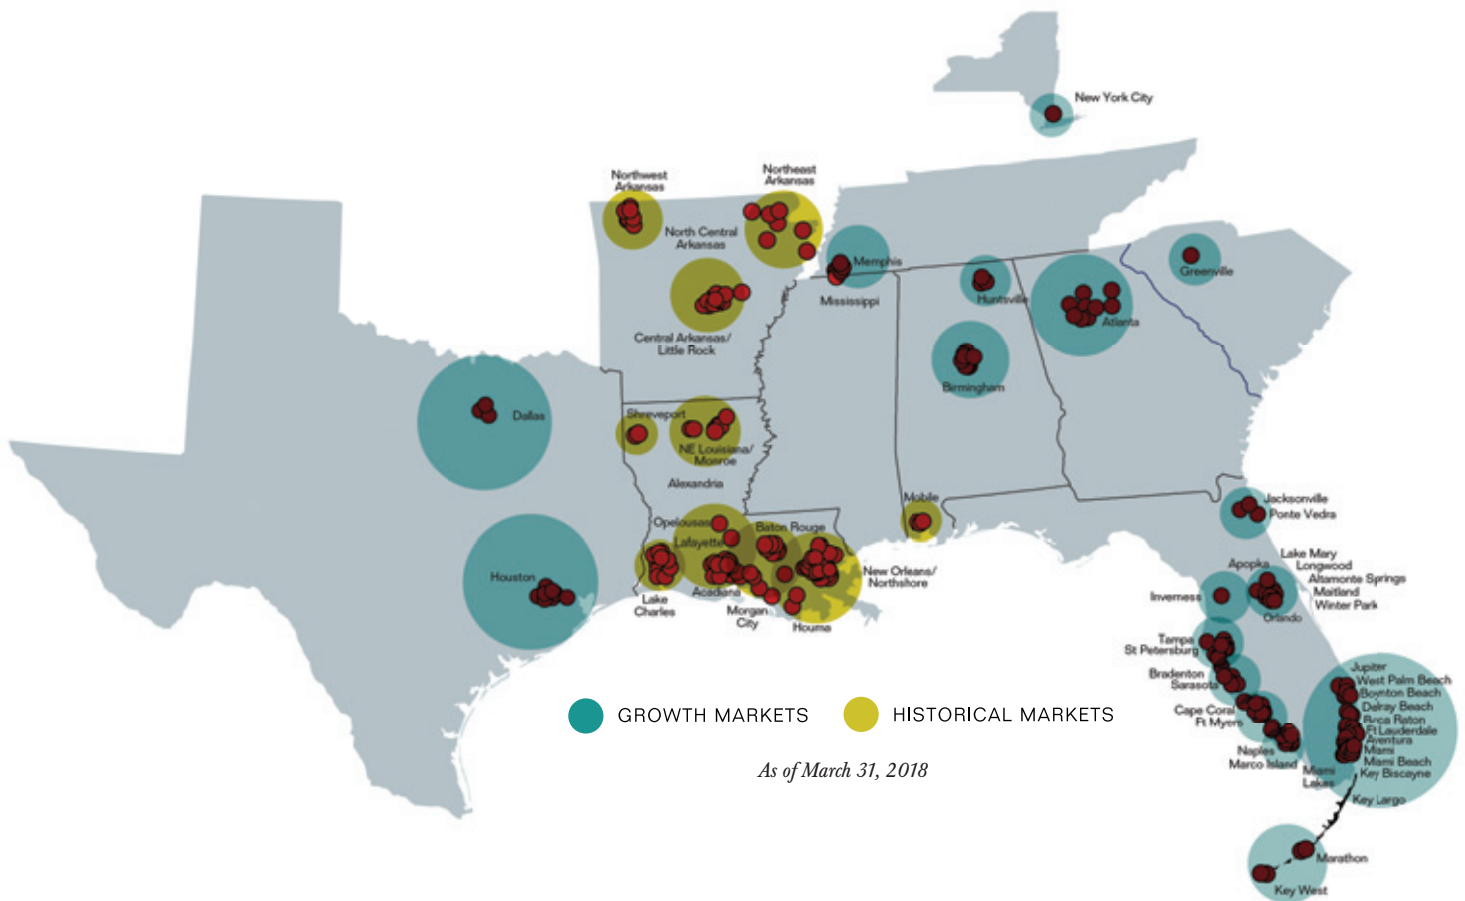 New York City
Northwest
Arkansas
Northeast
Arkansas
North Central
Arkansas
Memphis
Mississippi
Huntsville
Greenville
Atlanta
Central Arkansas/
Little Rock
Birmingham
Dallas
Shreveport
NE Louisiana/
Monroe
Alexandria
Mobile
Opelousas
Baton Rouge
Lafayette
New Orleans/
Northshore
Houston
Lake
Charles
Acadiana
Morgan
City
Houma
Jacksonville
Ponte Vedra
Lake Mary
Longwood
Apopka
Altamonte Springs
Maitland
Winter Park
Inverness
Orlando
Tampa
St Petersburg
Bradenton
Sarasota
Cape Coral
Ft Myers
Naples
Marco Island
Jupiter
West Palm Beach
Boynton Beach
Delray Beach
Boca Raton
Ft Lauderdale
Aventura
Miami
Miami Beach
Key Biscayne
Miami
Lakes
Key Largo
Marathon
Key West
GROWTH MARKETS
HISTORICAL MARKETS
As of March 31, 2018